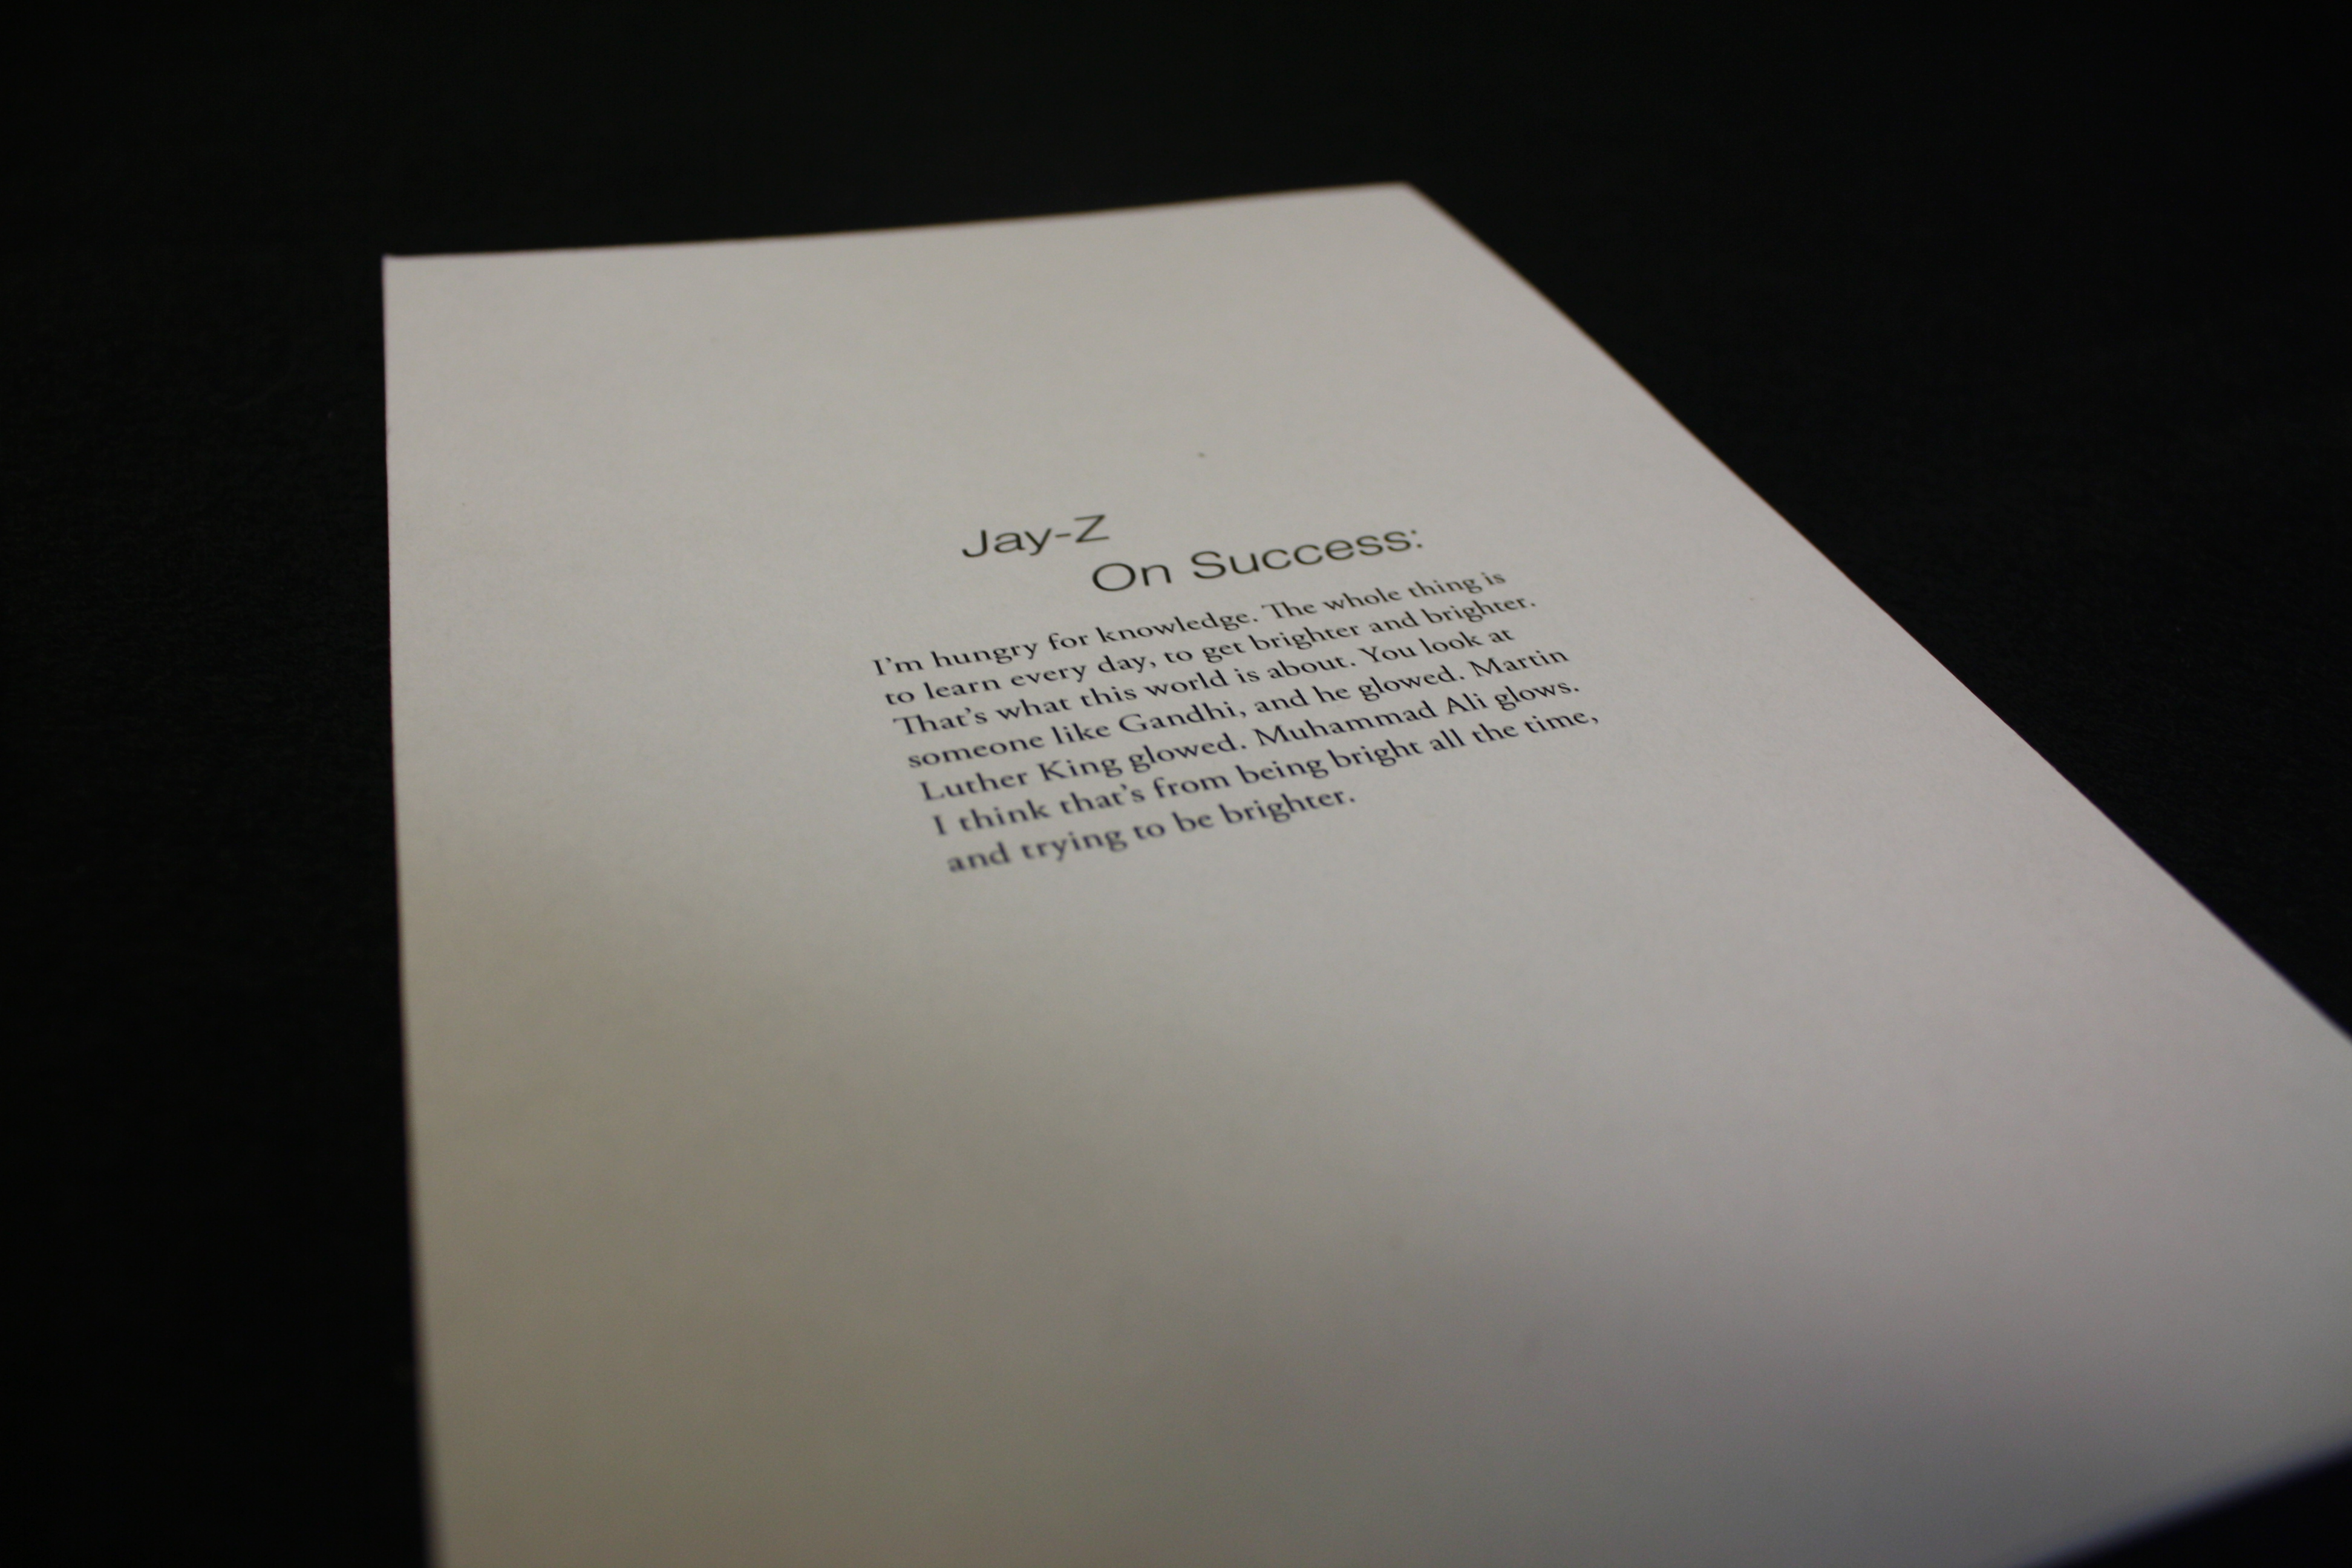 Jay-Z
On Success:
I'm hungry for knowledge. The whole thing is
to learn every day, to get brighter and brighter.
That's what this world is about. You look at
someone like Gandhi, and he glowed. Martin
Luther King glowed. Muhammad Ali glows.
I think that's from being bright all the time,
and trying to be brighter.